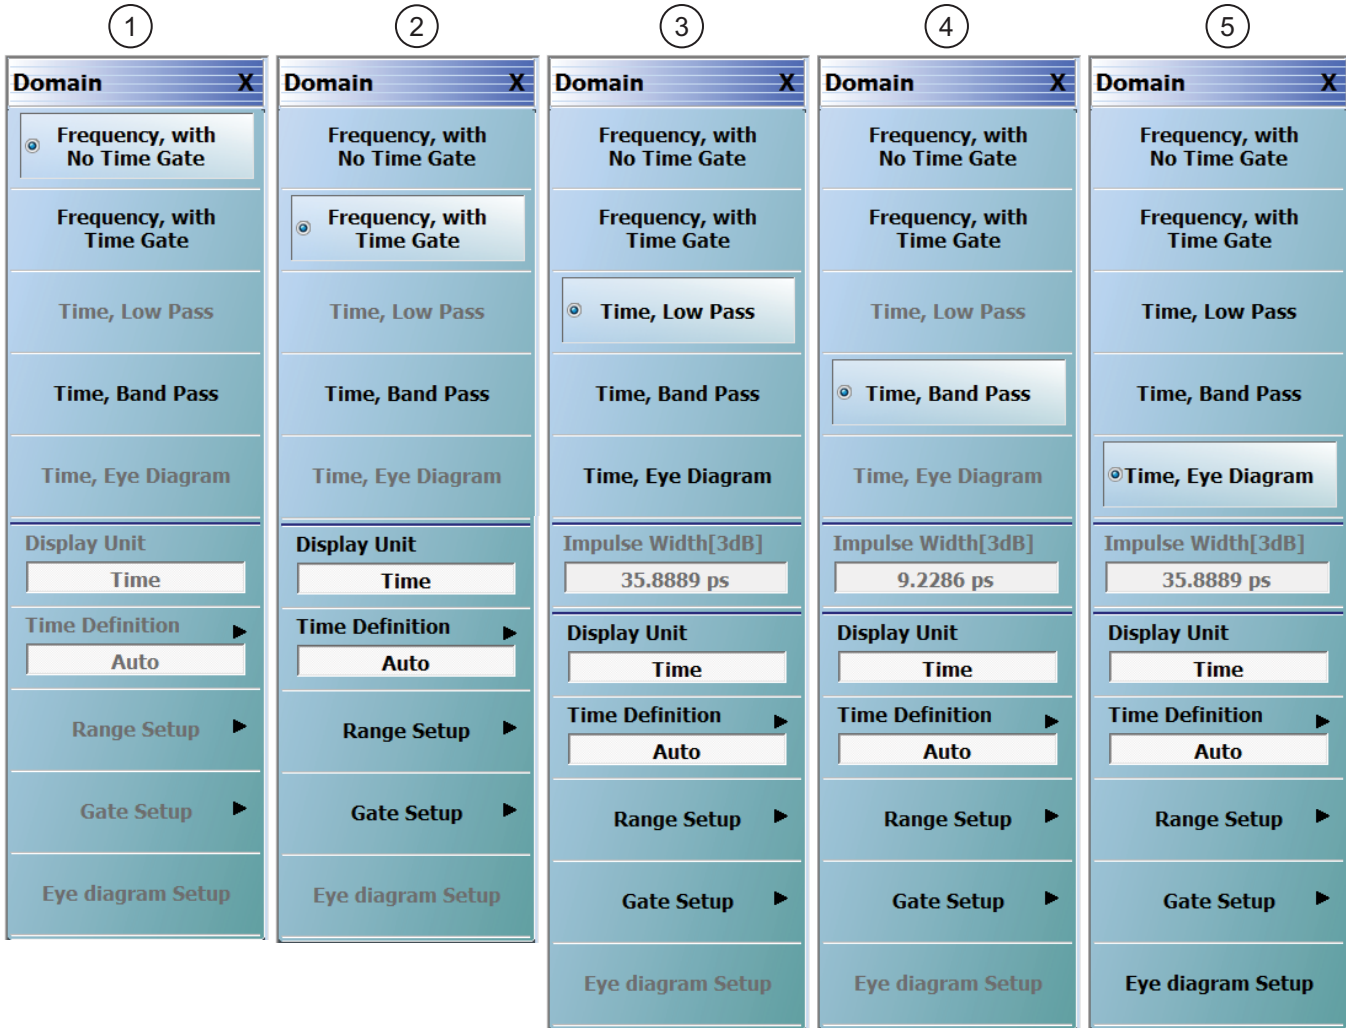 1
Domain X
Frequency, with
No Time Gate
Frequency, with
Time Gate
Time, Low Pass
Time, Band Pass
Time, Eye Diagram
Display Unit
Time
Time Definition
Auto
Range Setup
Gate Setup
Eye diagram Setup
2
Domain X
Frequency, with
No Time Gate
Frequency, with
Time Gate
Time, Low Pass
Time, Band Pass
Time, Eye Diagram
Display Unit
Time
Time Definition
Auto
Range Setup
Gate Setup
Eye diagram Setup
3
Domain X
Frequency, with
No Time Gate
Frequency, with
Time Gate
Time, Low Pass
Time, Band Pass
Time, Eye Diagram
Impulse Width[3dB]
35.8889 ps
Display Unit
Time
Time Definition
Auto
Range Setup
Gate Setup
Eye diagram Setup
4
Domain X
Frequency, with
No Time Gate
Frequency, with
Time Gate
Time, Low Pass
Time, Band Pass
Time, Eye Diagram
Impulse Width[3dB]
9.2286 ps
Display Unit
Time
Time Definition
Auto
Range Setup
Gate Setup
Eye diagram Setup
5
Domain X
Frequency, with
No Time Gate
Frequency, with
Time Gate
Time, Low Pass
Time, Band Pass
Time, Eye Diagram
Impulse Width[3dB]
35.8889 ps
Display Unit
Time
Time Definition
Auto
Range Setup
Gate Setup
Eye diagram Setup